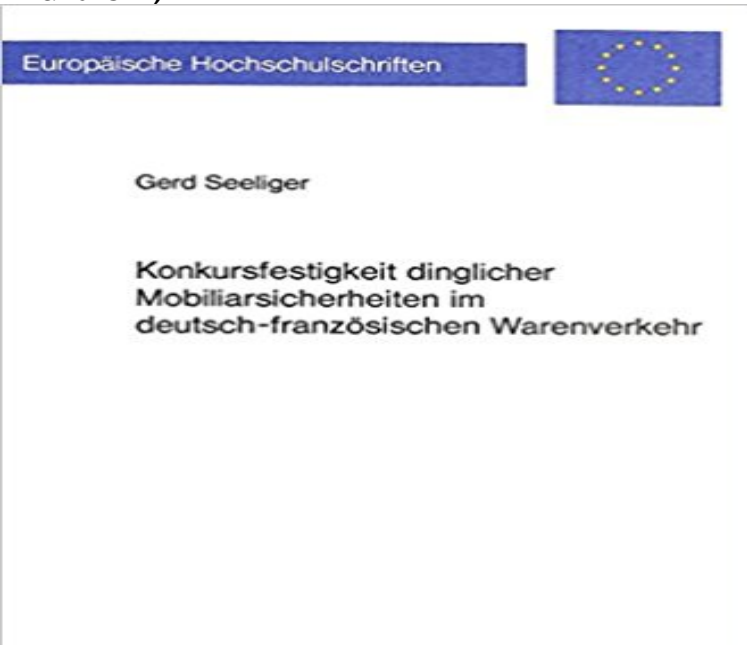 Europäische Hochschulschriften
Gerd Seeliger
Konkursfestigkeit dinglicher
Mobiliarsicherheiten im
deutsch-französischen Warenverkehr